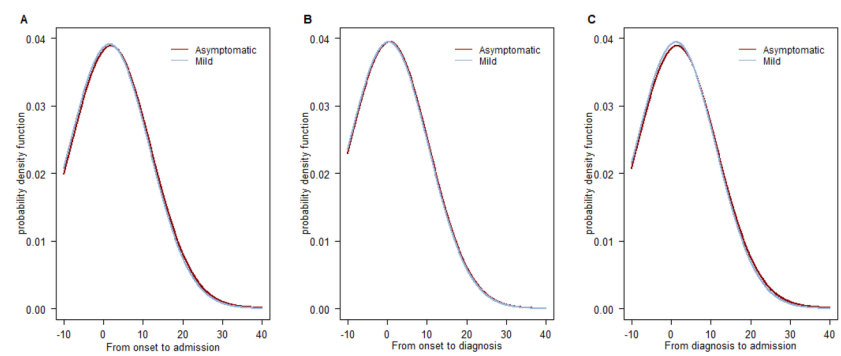 A
probability density function
0.04
0.03
0.02
0.01
0.00
Asymptomatic
Mild
-10 0 10 20 30 40
From onset to admission
B
probability density function
0.04
0.03
0.02
0.01
0.00
Asymptomatic
Mild
-10 0 10 20 30 40
From onset to diagnosis
C
probability density function
0.04
0.03
0.02
0.01
0.00
Asymptomatic
Mild
-10 0 10 20 30 40
From diagnosis to admission